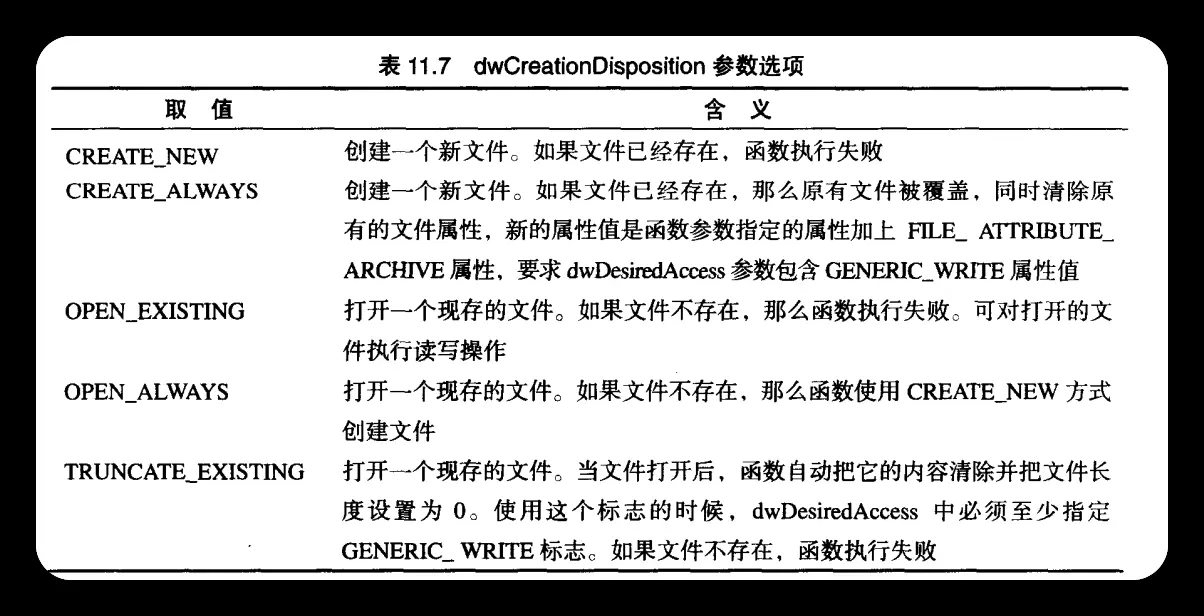 表 11.7 dwCreationDisposition 参数选项
取 值 含 义
CREATE_NEW 创建一个新文件。如果文件已经存在，函数执行失败
CREATE_ALWAYS 创建一个新文件。如果文件已经存在，那么原有文件被覆盖，同时清除原
有的文件属性，新的属性值是函数参数指定的属性加上 FILE_ ATTRIBUTE_
ARCHIVE 属性，要求 dwDesiredAccess 参数包含 GENERIC_WRITE 属性值
OPEN_EXISTING 打开一个现存的文件。如果文件不存在，那么函数执行失败。可对打开的文
件执行读写操作
OPEN_ALWAYS 打开一个现存的文件。如果文件不存在，那么函数使用 CREATE_NEW 方式
创建文件
TRUNCATE_EXISTING 打开一个现存的文件。当文件打开后，函数自动把它的内容清除并把文件长
度设置为 0。使用这个标志的时候，dwDesiredAccess 中必须至少指定
GENERIC_ WRITE 标志。如果文件不存在，函数执行失败